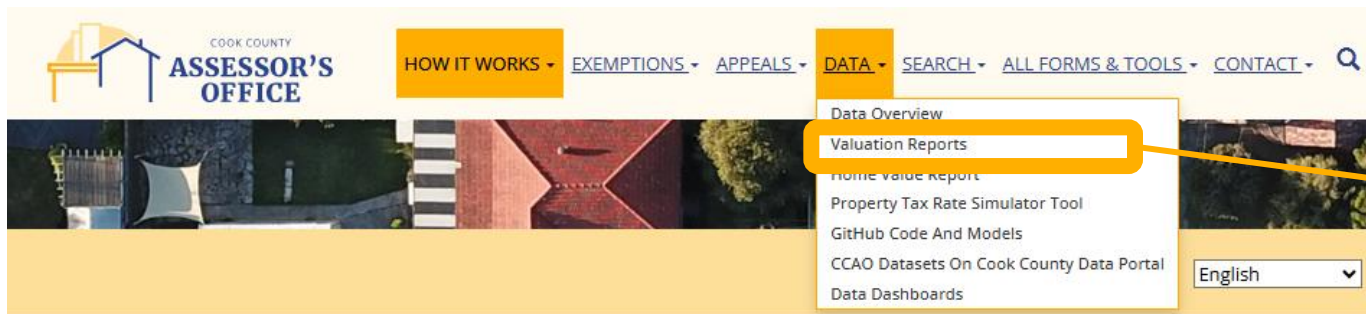 COOK COUNTY
ASSESSOR'S
OFFICE
HOW IT WORKS EXEMPTIONS APPEALS DATA SEARCH ALL FORMS & TOOLS CONTACT
Data Overview
Valuation Reports
Home Value Report
Property Tax Rate Simulator Tool
GitHub Code And Models
CCAO Datasets On Cook County Data Portal
Data Dashboards
English